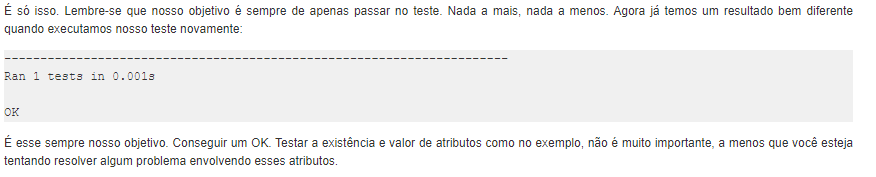 É só isso. Lembre-se que nosso objetivo é sempre de apenas passar no teste. Nada a mais, nada a menos. Agora já temos um resultado bem diferente
quando executamos nosso teste novamente:
----------------------------------------------------------------------
Ran 1 tests in 0.001s
OK
É esse sempre nosso objetivo. Conseguir um OK. Testar a existência e valor de atributos como no exemplo, não é muito importante, a menos que você esteja
tentando resolver algum problema envolvendo esses atributos.